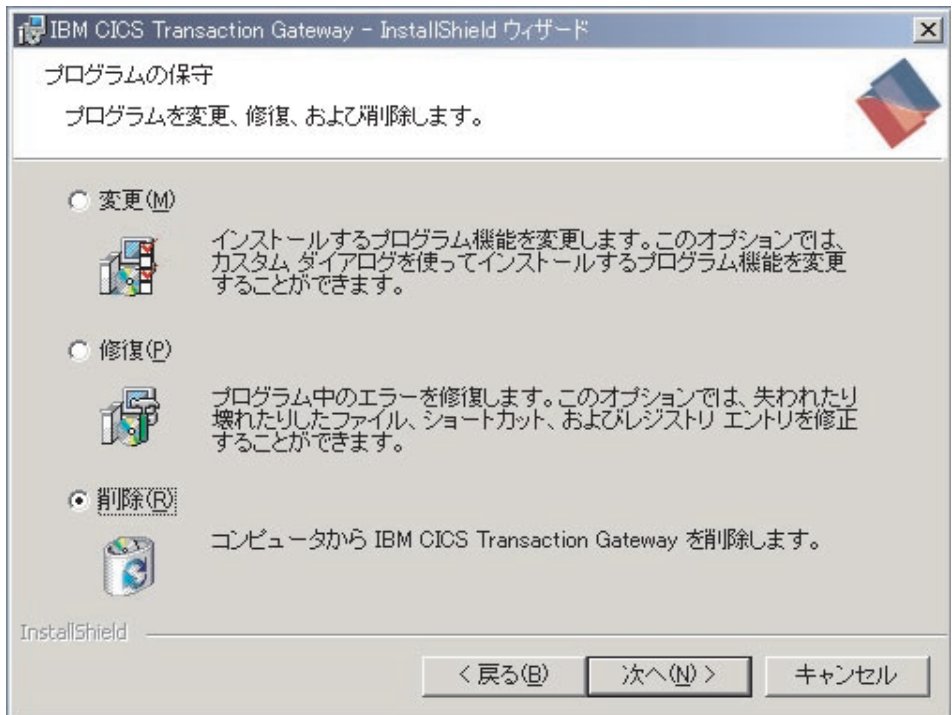 IBM CICS Transaction Gateway - InstallShield ウィザード
プログラムの保守
プログラムを変更、修復、および削除します。
変更(M)
インストールするプログラム機能を変更します。このオプションでは、
カスタム ダイアログを使ってインストールするプログラム機能を変更
することができます。
修復(P)
プログラム中のエラーを修復します。このオプションでは、失われたり
壊れたりしたファイル、ショートカット、およびレジストリ エントリを修正
することができます。
削除(R)
コンピュータから IBM CICS Transaction Gateway を削除します。
InstallShield
< 戻る(B) 次へ(N) > キャンセル